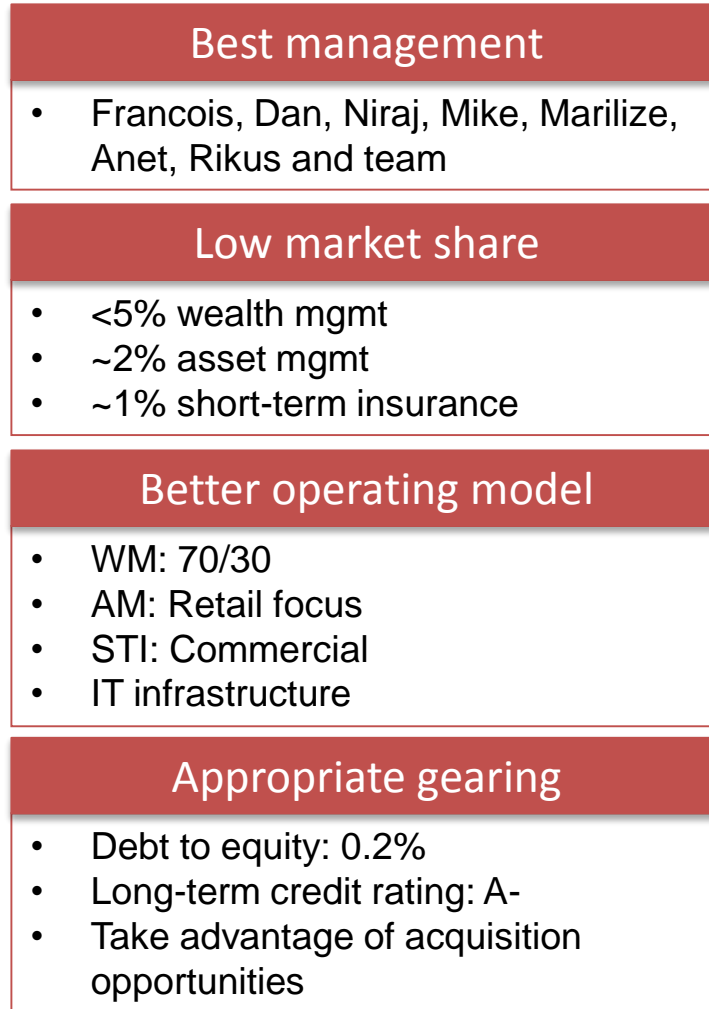 Best management
• Francois, Dan, Niraj, Mike, Marilize,
Anet, Rikus and team
Low market share
• <5% wealth mgmt
• ~2% asset mgmt
• ~1% short-term insurance
Better operating model
• WM: 70/30
• AM: Retail focus
• STI: Commercial
• IT infrastructure
Appropriate gearing
• Debt to equity: 0.2%
• Long-term credit rating: A-
• Take advantage of acquisition
opportunities